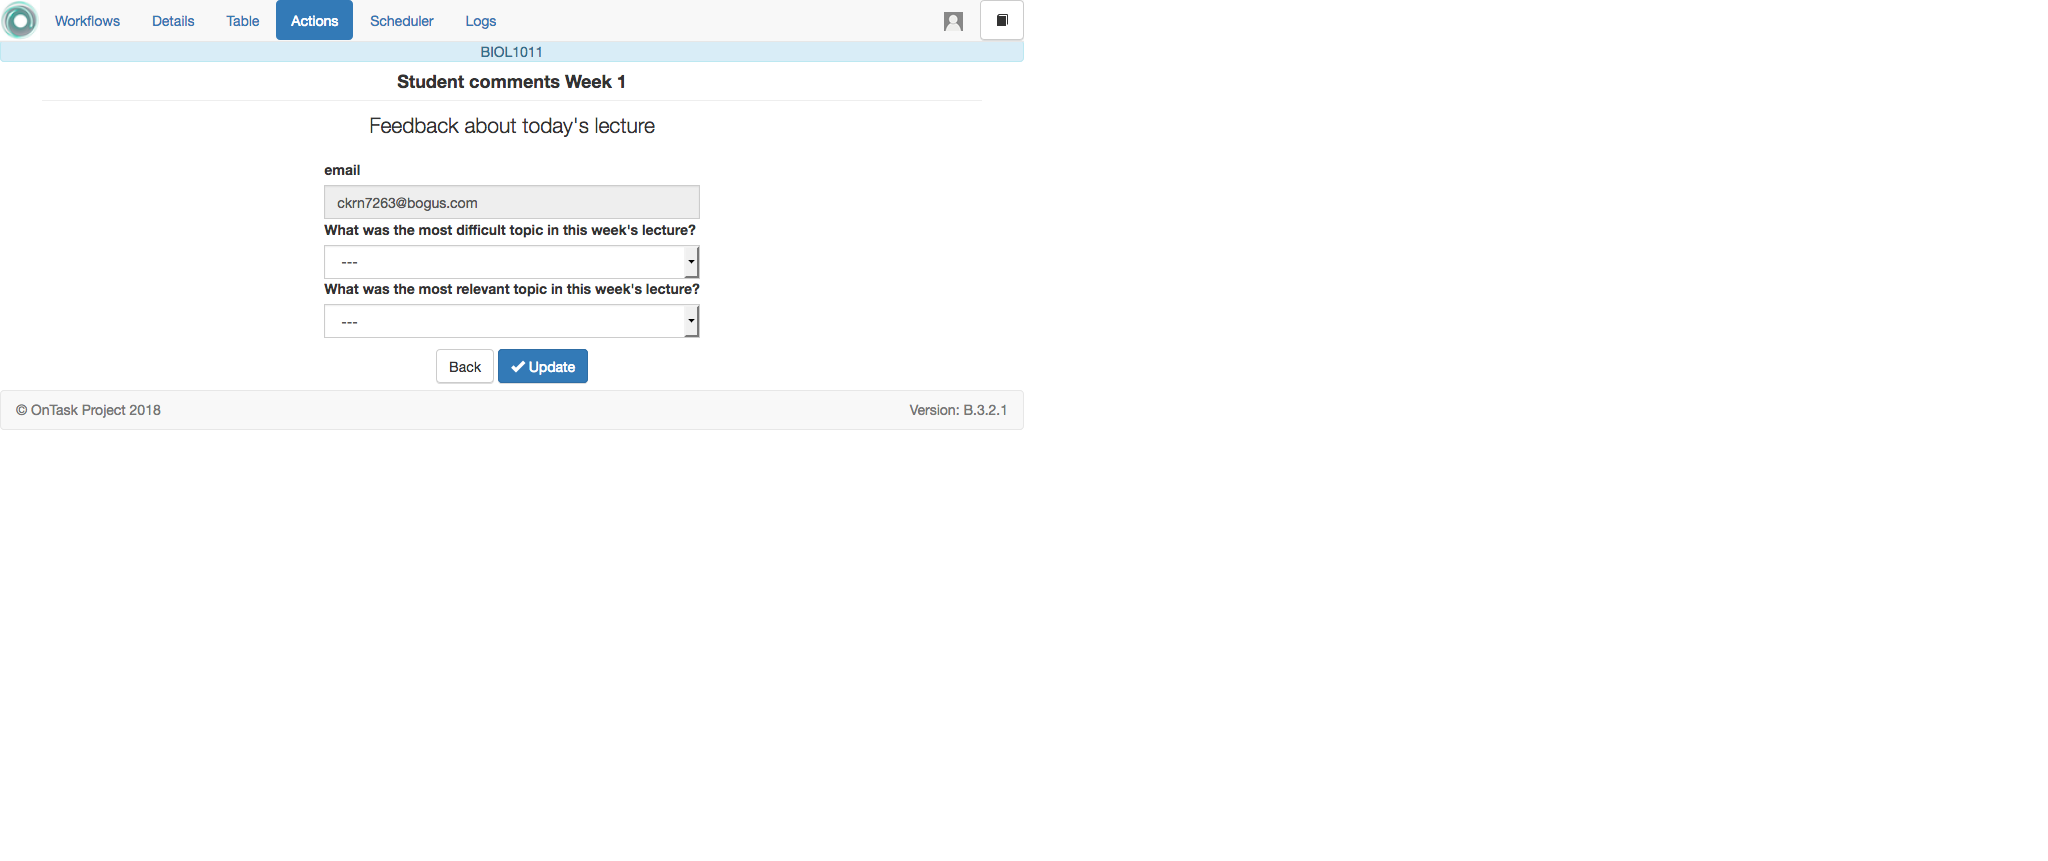 Workflows Details Table Actions Scheduler Logs
BIOL1011
Student comments Week 1
Feedback about today's lecture
email
ckrn7263@bogus.com
What was the most difficult topic in this week's lecture?
---
What was the most relevant topic in this week's lecture?
---
Back Update
© OnTask Project 2018 Version: B.3.2.1